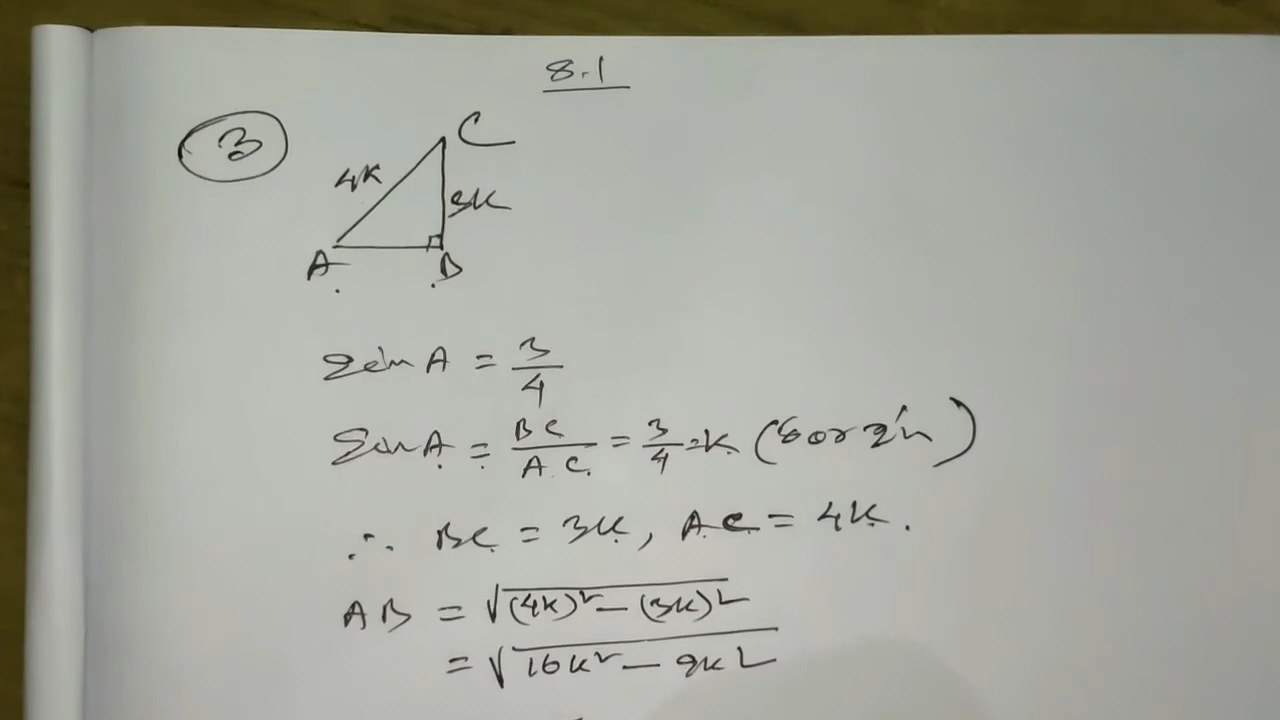 8.1
3
C
4K
3K
A
B
Sin A = 3/4
Sin A = BC/A.C. = 3/4 = K (
∴ BC = 3K, AC = 4K.
AB = √(4K)² - (3K)²
= √16K² - 9K²